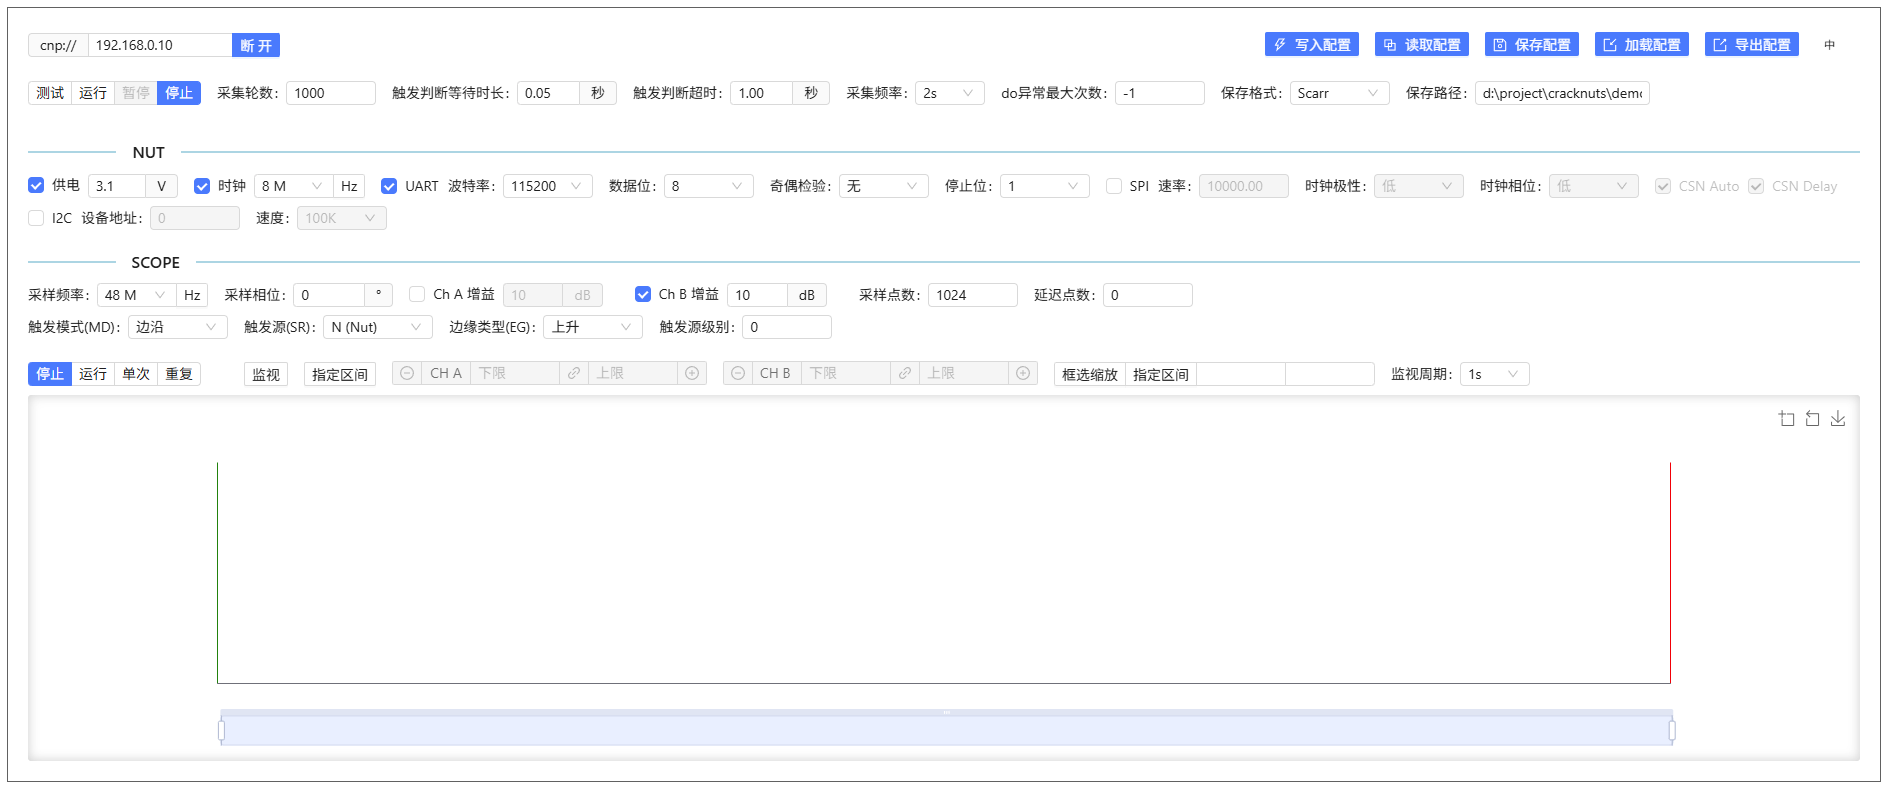 cnp:// 192.168.0.10 断 开 写入配置 读取配置 保存配置 加载配置 导出配置 中
测试 运行 暂停 停止 采集轮数: 1000 触发判断等待时长: 0.05 秒 触发判断超时: 1.00 秒 采集频率: 2s do异常最大次数: -1 保存格式: Scarr 保存路径: d:\project\cracknuts\demo
NUT
供电 3.1 V 时钟 8 M Hz UART 波特率: 115200 数据位: 8 奇偶检验: 无 停止位: 1 SPI 速率: 10000.00 时钟极性: 低 时钟相位: 低 CSN Auto CSN Delay
I2C 设备地址: 0 速度: 100K
SCOPE
采样频率: 48 M Hz 采样相位: 0 ° Ch A 增益 10 dB Ch B 增益 10 dB 采样点数: 1024 延迟点数: 0
触发模式(MD): 边沿 触发源(SR): N (Nut) 边缘类型(EG): 上升 触发源级别: 0
停止 运行 单次 重复 监视 指定区间 CH A 下限 上限 CH B 下限 上限 框选缩放 指定区间 监视周期: 1s